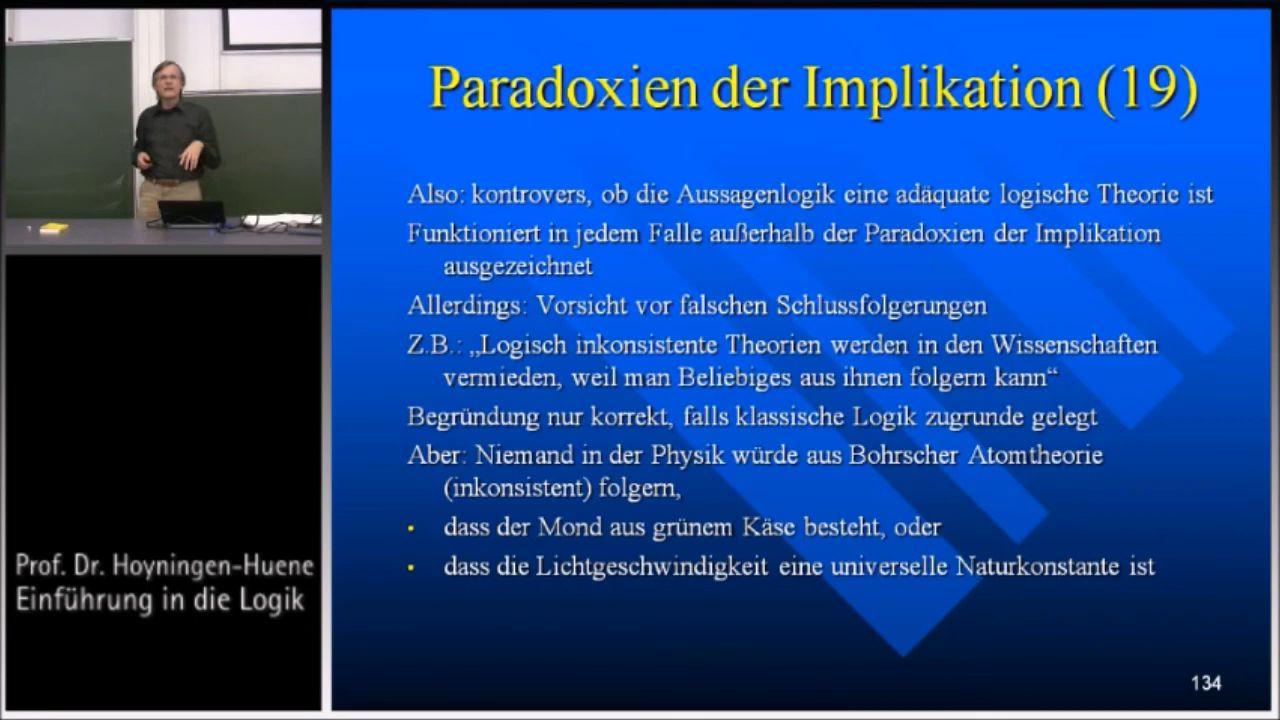 Paradoxien der Implikation (19)
Also: kontrovers, ob die Aussagenlogik eine adäquate logische Theorie ist
Funktioniert in jedem Falle außerhalb der Paradoxien der Implikation
ausgezeichnet
Allerdings: Vorsicht vor falschen Schlussfolgerungen
Z.B.: „Logisch inkonsistente Theorien werden in den Wissenschaften
vermieden, weil man Beliebiges aus ihnen folgern kann“
Begründung nur korrekt, falls klassische Logik zugrunde gelegt
Aber: Niemand in der Physik würde aus Bohrscher Atomtheorie
(inkonsistent) folgern,
• dass der Mond aus grünem Käse besteht, oder
• dass die Lichtgeschwindigkeit eine universelle Naturkonstante ist
134
Prof. Dr. Hoyningen-Huene
Einführung in die Logik